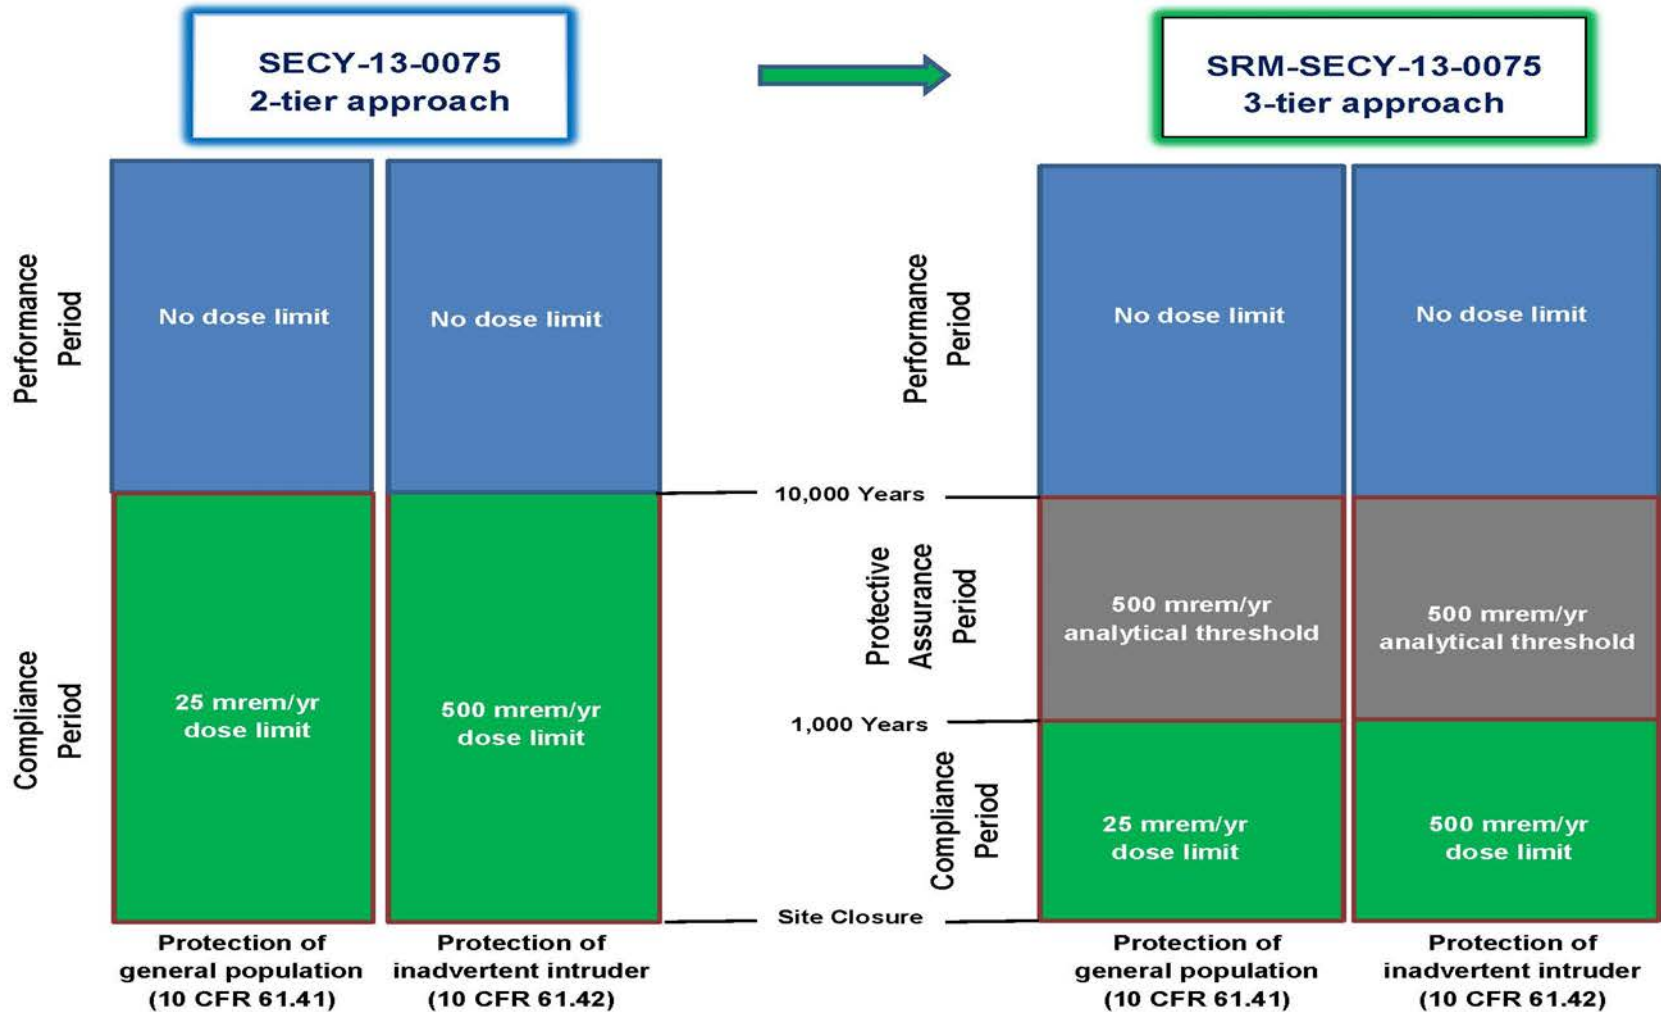 SECY-13-0075
2-tier approach
SRM-SECY-13-0075
3-tier approach
Performance
Period
No dose limit
No dose limit
Performance
Period
No dose limit
No dose limit
10,000 Years
Protective
Assurance
Period
500 mrem/yr
analytical threshold
500 mrem/yr
analytical threshold
Compliance
Period
25 mrem/yr
dose limit
500 mrem/yr
dose limit
1,000 Years
Compliance
Period
25 mrem/yr
dose limit
500 mrem/yr
dose limit
Site Closure
Protection of
general population
(10 CFR 61.41)
Protection of
inadvertent intruder
(10 CFR 61.42)
Protection of
general population
(10 CFR 61.41)
Protection of
inadvertent intruder
(10 CFR 61.42)